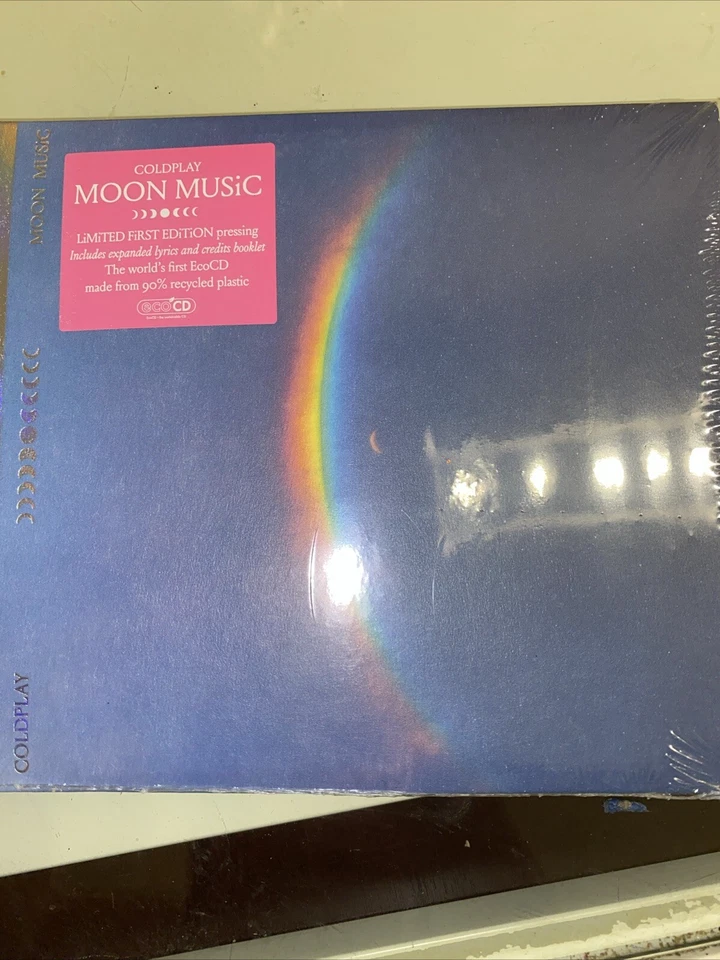 COLDPLAY
MOON MUSiC
LiMiTED FiRST EDiTiON pressing
Includes expanded lyrics and credits booklet
The world's first EcoCD
made from 90% recycled plastic
ecoCD
MOON MUSiC
COLDPLAY